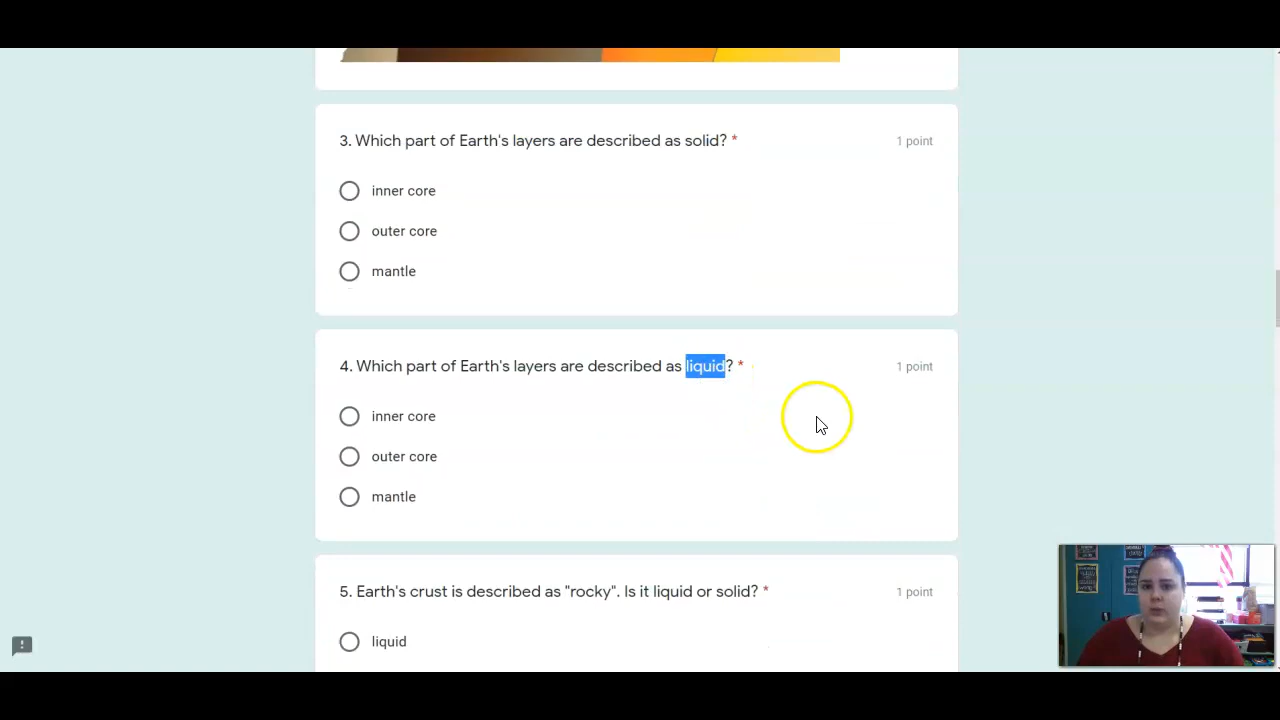 3. Which part of Earth's layers are described as solid? *
1 point
inner core
outer core
mantle
4. Which part of Earth's layers are described as liquid? *
1 point
inner core
outer core
mantle
5. Earth's crust is described as "rocky". Is it liquid or solid? *
1 point
liquid